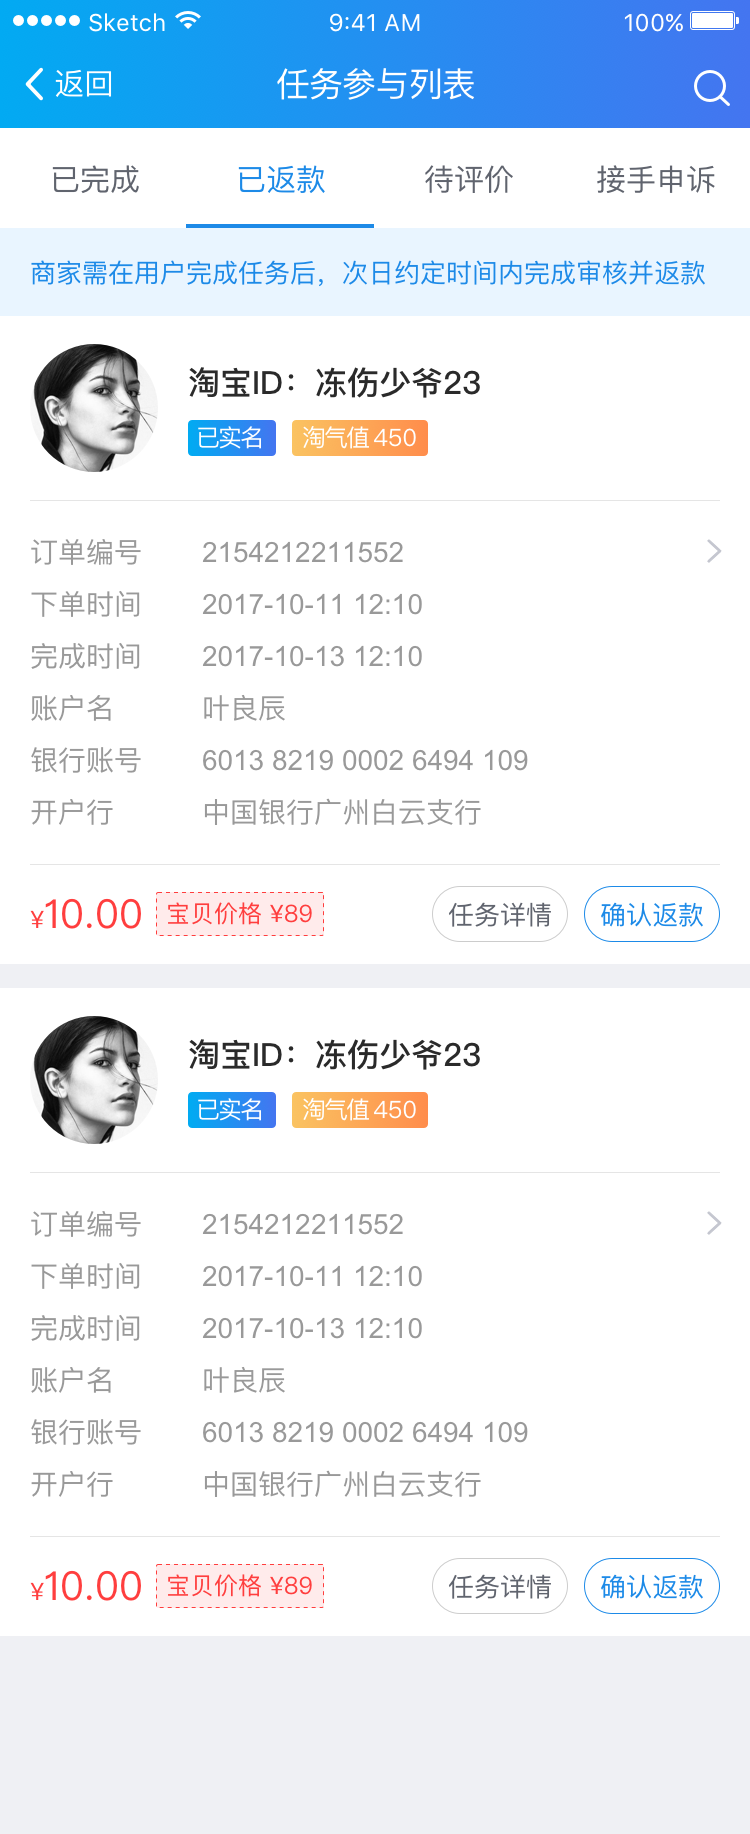 Sketch 9:41 AM 100%
返回 任务参与列表
已完成 已返款 待评价 接手申诉
商家需在用户完成任务后，次日约定时间内完成审核并返款
淘宝ID：冻伤少爷23
已实名 淘气值450
订单编号 2154212211552
下单时间 2017-10-11 12:10
完成时间 2017-10-13 12:10
账户名 叶良辰
银行账号 6013 8219 0002 6494 109
开户行 中国银行广州白云支行
¥10.00 宝贝价格 ¥89 任务详情 确认返款
淘宝ID：冻伤少爷23
已实名 淘气值450
订单编号 2154212211552
下单时间 2017-10-11 12:10
完成时间 2017-10-13 12:10
账户名 叶良辰
银行账号 6013 8219 0002 6494 109
开户行 中国银行广州白云支行
¥10.00 宝贝价格 ¥89 任务详情 确认返款